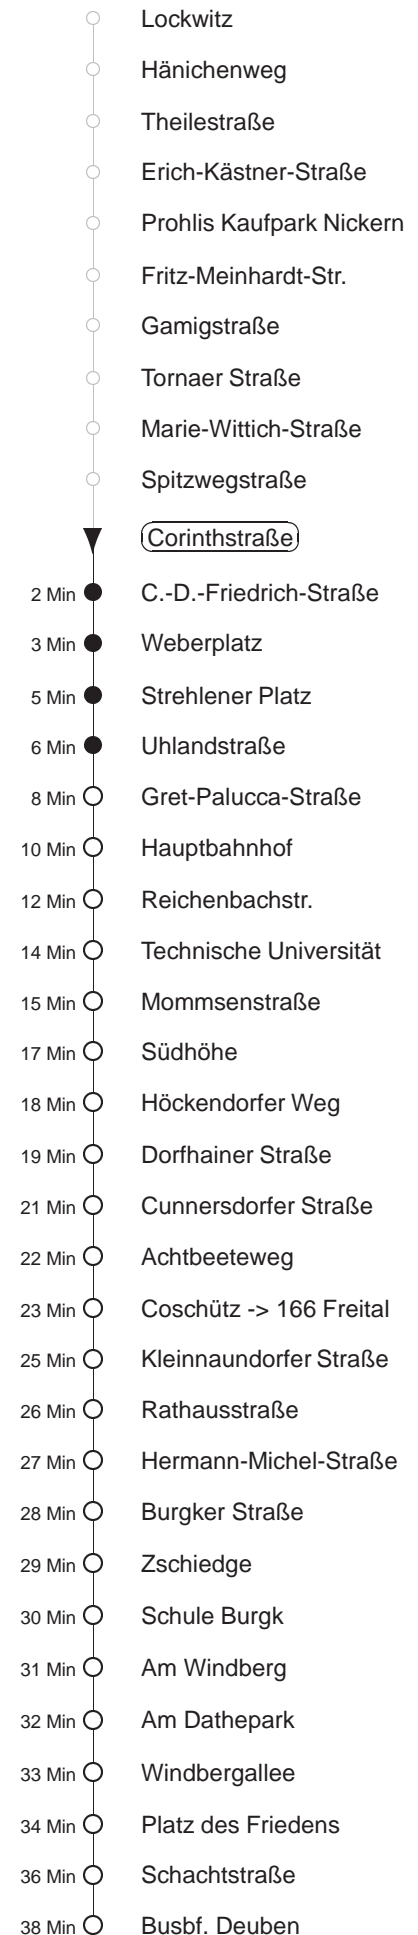 Lockwitz
Hänichenweg
Theilestraße
Erich-Kästner-Straße
Prohlis Kaufpark Nickern
Fritz-Meinhardt-Str.
Gamigstraße
Tornaer Straße
Marie-Wittich-Straße
Spitzwegstraße
Corinthstraße
2 Min C.-D.-Friedrich-Straße
3 Min Weberplatz
5 Min Strehlener Platz
6 Min Uhlandstraße
8 Min Gret-Palucca-Straße
10 Min Hauptbahnhof
12 Min Reichenbachstr.
14 Min Technische Universität
15 Min Mommsenstraße
17 Min Südhöhe
18 Min Höckendorfer Weg
19 Min Dorfhainer Straße
21 Min Cunnersdorfer Straße
22 Min Achtbeeteweg
23 Min Coschütz -> 166 Freital
25 Min Kleinnaundorfer Straße
26 Min Rathausstraße
27 Min Hermann-Michel-Straße
28 Min Burgker Straße
29 Min Zschiedge
30 Min Schule Burgk
31 Min Am Windberg
32 Min Am Dathepark
33 Min Windbergallee
34 Min Platz des Friedens
36 Min Schachtstraße
38 Min Busbf. Deuben